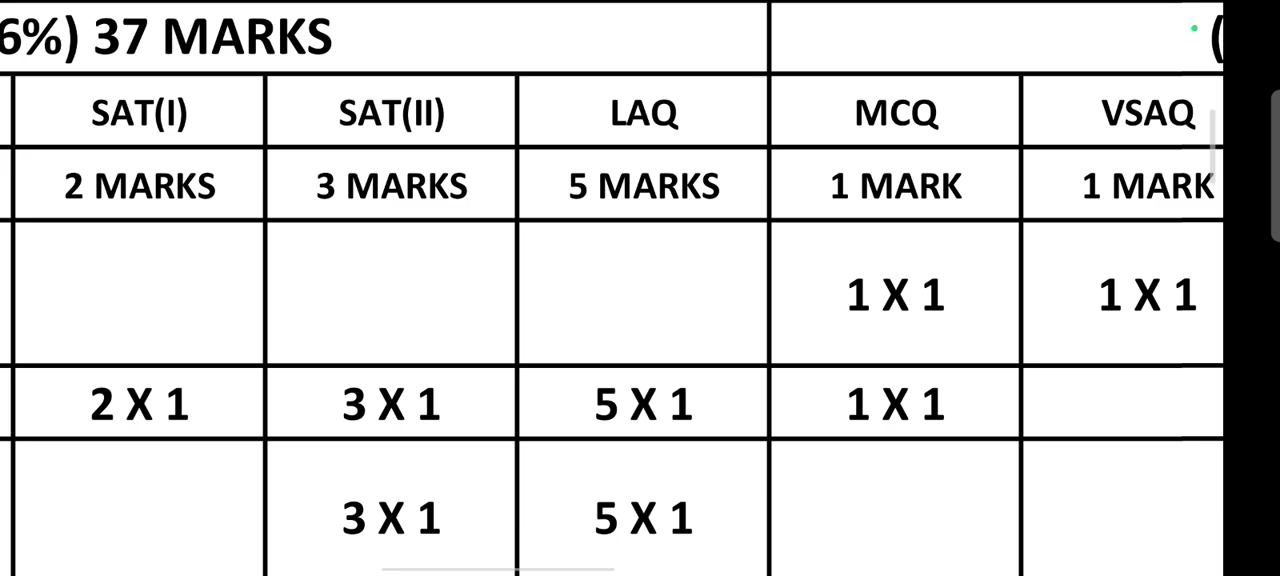 6%) 37 MARKS (
SAT(I) SAT(II) LAQ MCQ VSAQ
2 MARKS 3 MARKS 5 MARKS 1 MARK 1 MARK
1 X 1 1 X 1
2 X 1 3 X 1 5 X 1 1 X 1
3 X 1 5 X 1